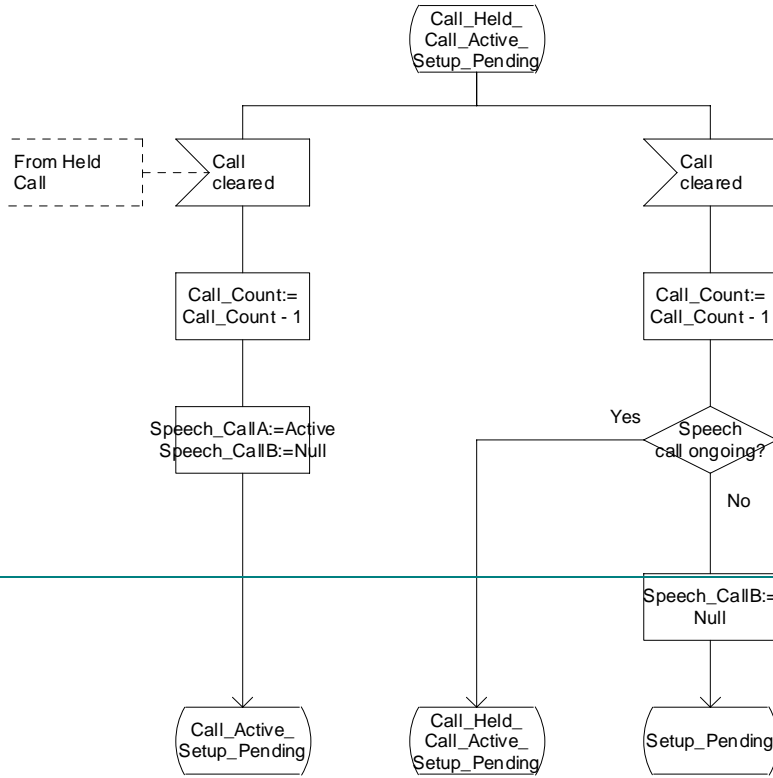 Call_Held_
Call_Active_
Setup_Pending
From Held
Call
Call
cleared
Call
cleared
Call_Count:=
Call_Count - 1
Call_Count:=
Call_Count - 1
Speech_CallA:=Active
Speech_CallB:=Null
Yes
Speech
call ongoing?
No
Speech_CallB:=
Null
Call_Active_
Setup_Pending
Call_Held_
Call_Active_
Setup_Pending
Setup_Pending